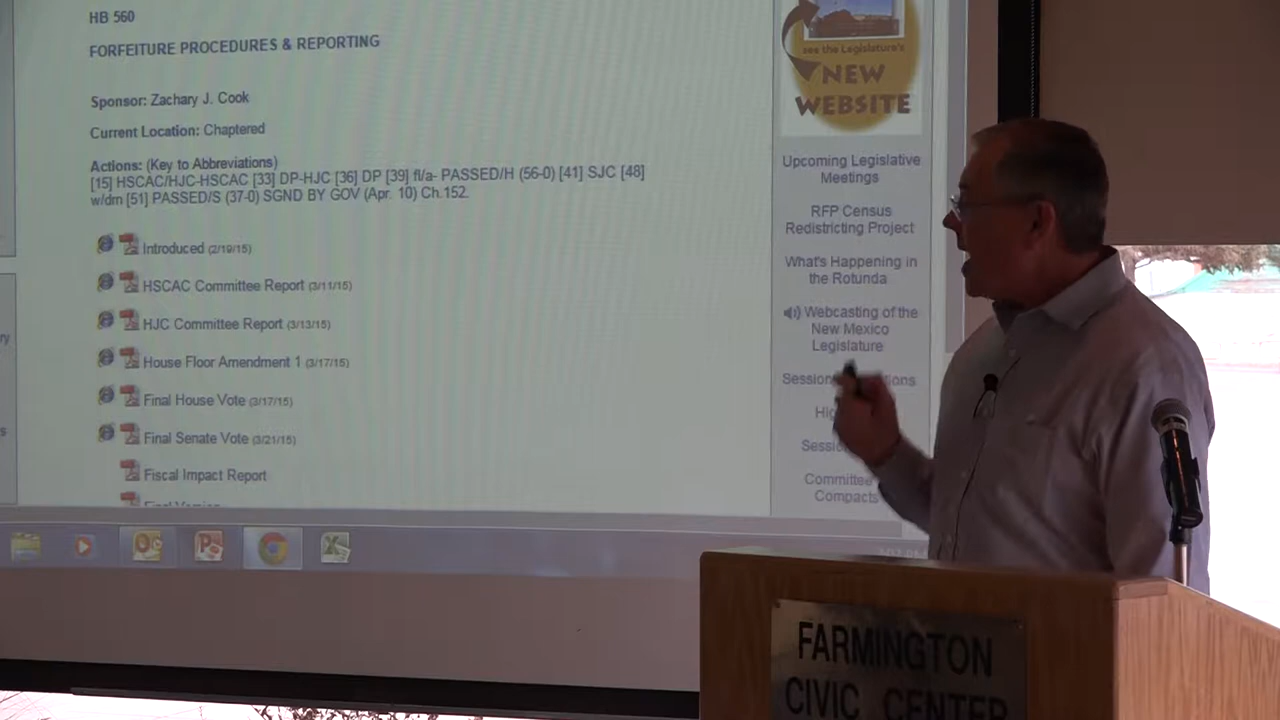 HB 560
FORFEITURE PROCEDURES & REPORTING
Sponsor: Zachary J. Cook
Current Location: Chaptered
Actions: (Key to Abbreviations)
[15] HSCAC/HJC-HSCAC [33] DP-HJC [36] DP [39] fl/a- PASSED/H (56-0) [41] SJC [48]
w/drn [51] PASSED/S (37-0) SGND BY GOV (Apr. 10) Ch.152.
Introduced (2/19/15)
HSCAC Committee Report (3/11/15)
HJC Committee Report (3/13/15)
House Floor Amendment 1 (3/17/15)
Final House Vote (3/17/15)
Final Senate Vote (3/21/15)
Fiscal Impact Report
Final Version
see the Legislature's
NEW
WEBSITE
Upcoming Legislative
Meetings
RFP Census
Redistricting Project
What's Happening in
the Rotunda
Webcasting of the
New Mexico
Legislature
Committee
Compacts
FARMINGTON
CIVIC CENTER